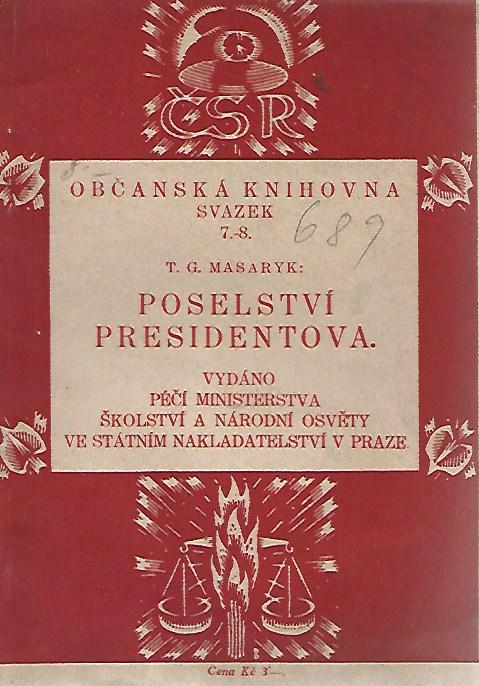 ČSR
5·–
OBČANSKÁ KNIHOVNA
SVAZEK
7.-8.
689
T. G. MASARYK:
POSELSTVÍ
PRESIDENTOVA.
VYDÁNO
PÉČÍ MINISTERSTVA
ŠKOLSTVÍ A NÁRODNÍ OSVĚTY
VE STÁTNÍM NAKLADATELSTVÍ V PRAZE
Cena Kč 3·—.